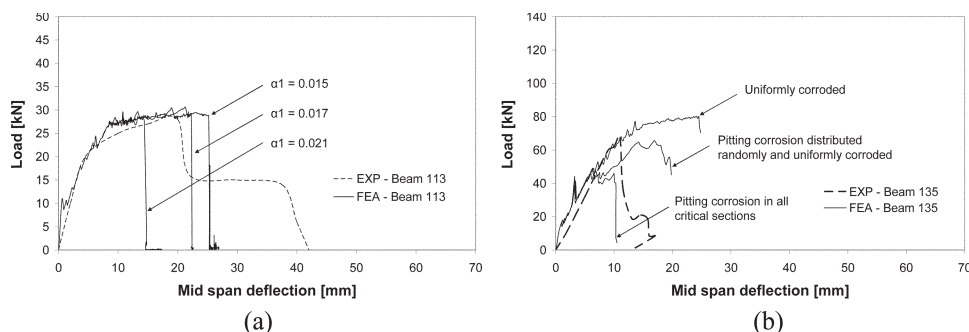 50
45
40
35
30
25
20
15
10
5
0
Load [kN]
α1 = 0.015
α1 = 0.017
α1 = 0.021
EXP - Beam 113
FEA - Beam 113
0 10 20 30 40 50 60 70
Mid span deflection [mm]
(a)
140
120
100
80
60
40
20
0
Load [kN]
Uniformly corroded
Pitting corrosion distributed
randomly and uniformly corroded
EXP - Beam 135
FEA - Beam 135
Pitting corrosion in all
critical sections
0 10 20 30 40 50 60 70
Mid span deflection [mm]
(b)